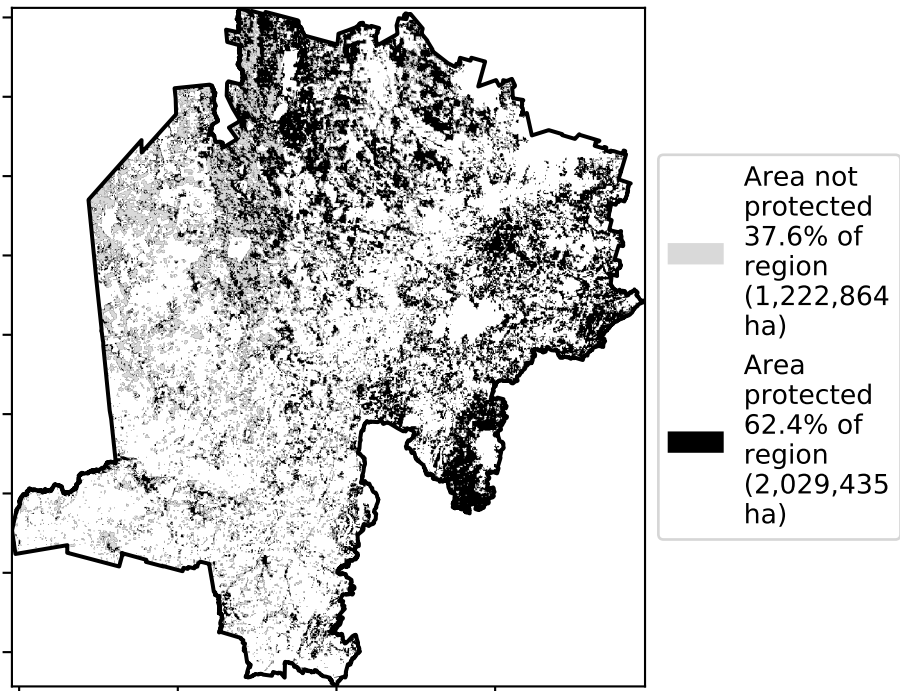 Area not
protected
37.6% of
region
(1,222,864
ha)
Area
protected
62.4% of
region
(2,029,435
ha)